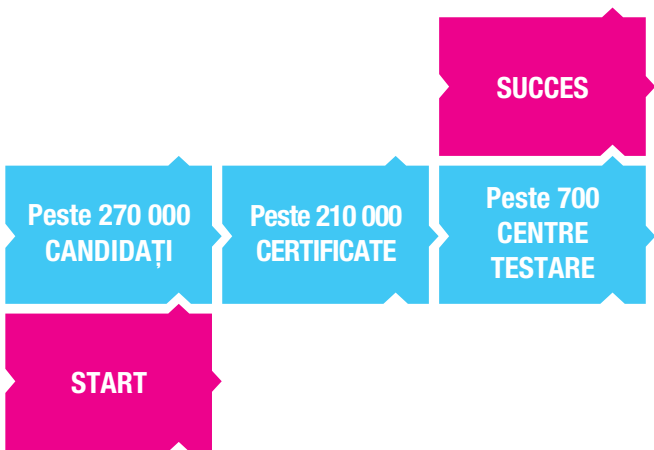 SUCCES
Peste 270 000
CANDIDAȚI
Peste 210 000
CERTIFICATE
Peste 700
CENTRE
TESTARE
START